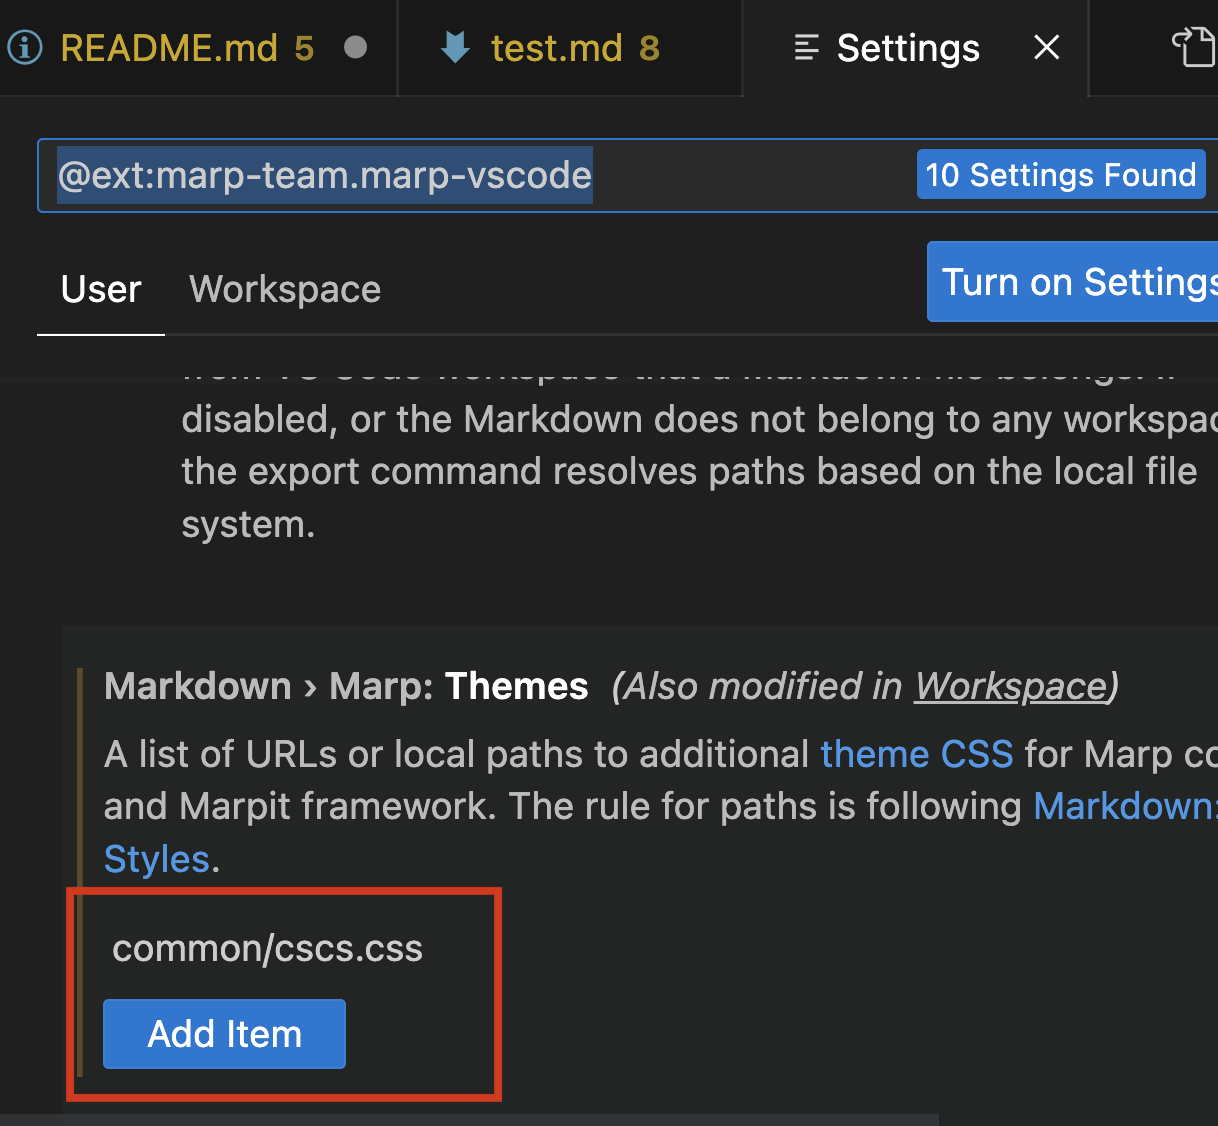 README.md 5
test.md 8
Settings
@ext:marp-team.marp-vscode
10 Settings Found
User
Workspace
Turn on Settings
disabled, or the Markdown does not belong to any workspac
the export command resolves paths based on the local file
system.
Markdown › Marp: Themes (Also modified in Workspace)
A list of URLs or local paths to additional theme CSS for Marp co
and Marpit framework. The rule for paths is following Markdown:
Styles.
common/cscs.css
Add Item